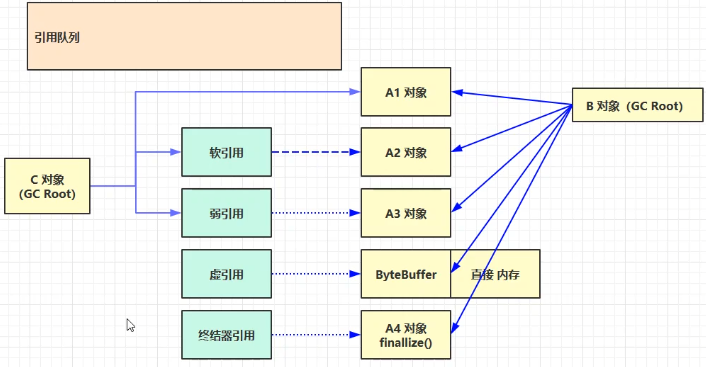 引用队列
A1 对象
B 对象（GC Root）
软引用
A2 对象
C 对象
（GC Root）
弱引用
A3 对象
虚引用
ByteBuffer
直接 内存
终结器引用
A4 对象
finallize()